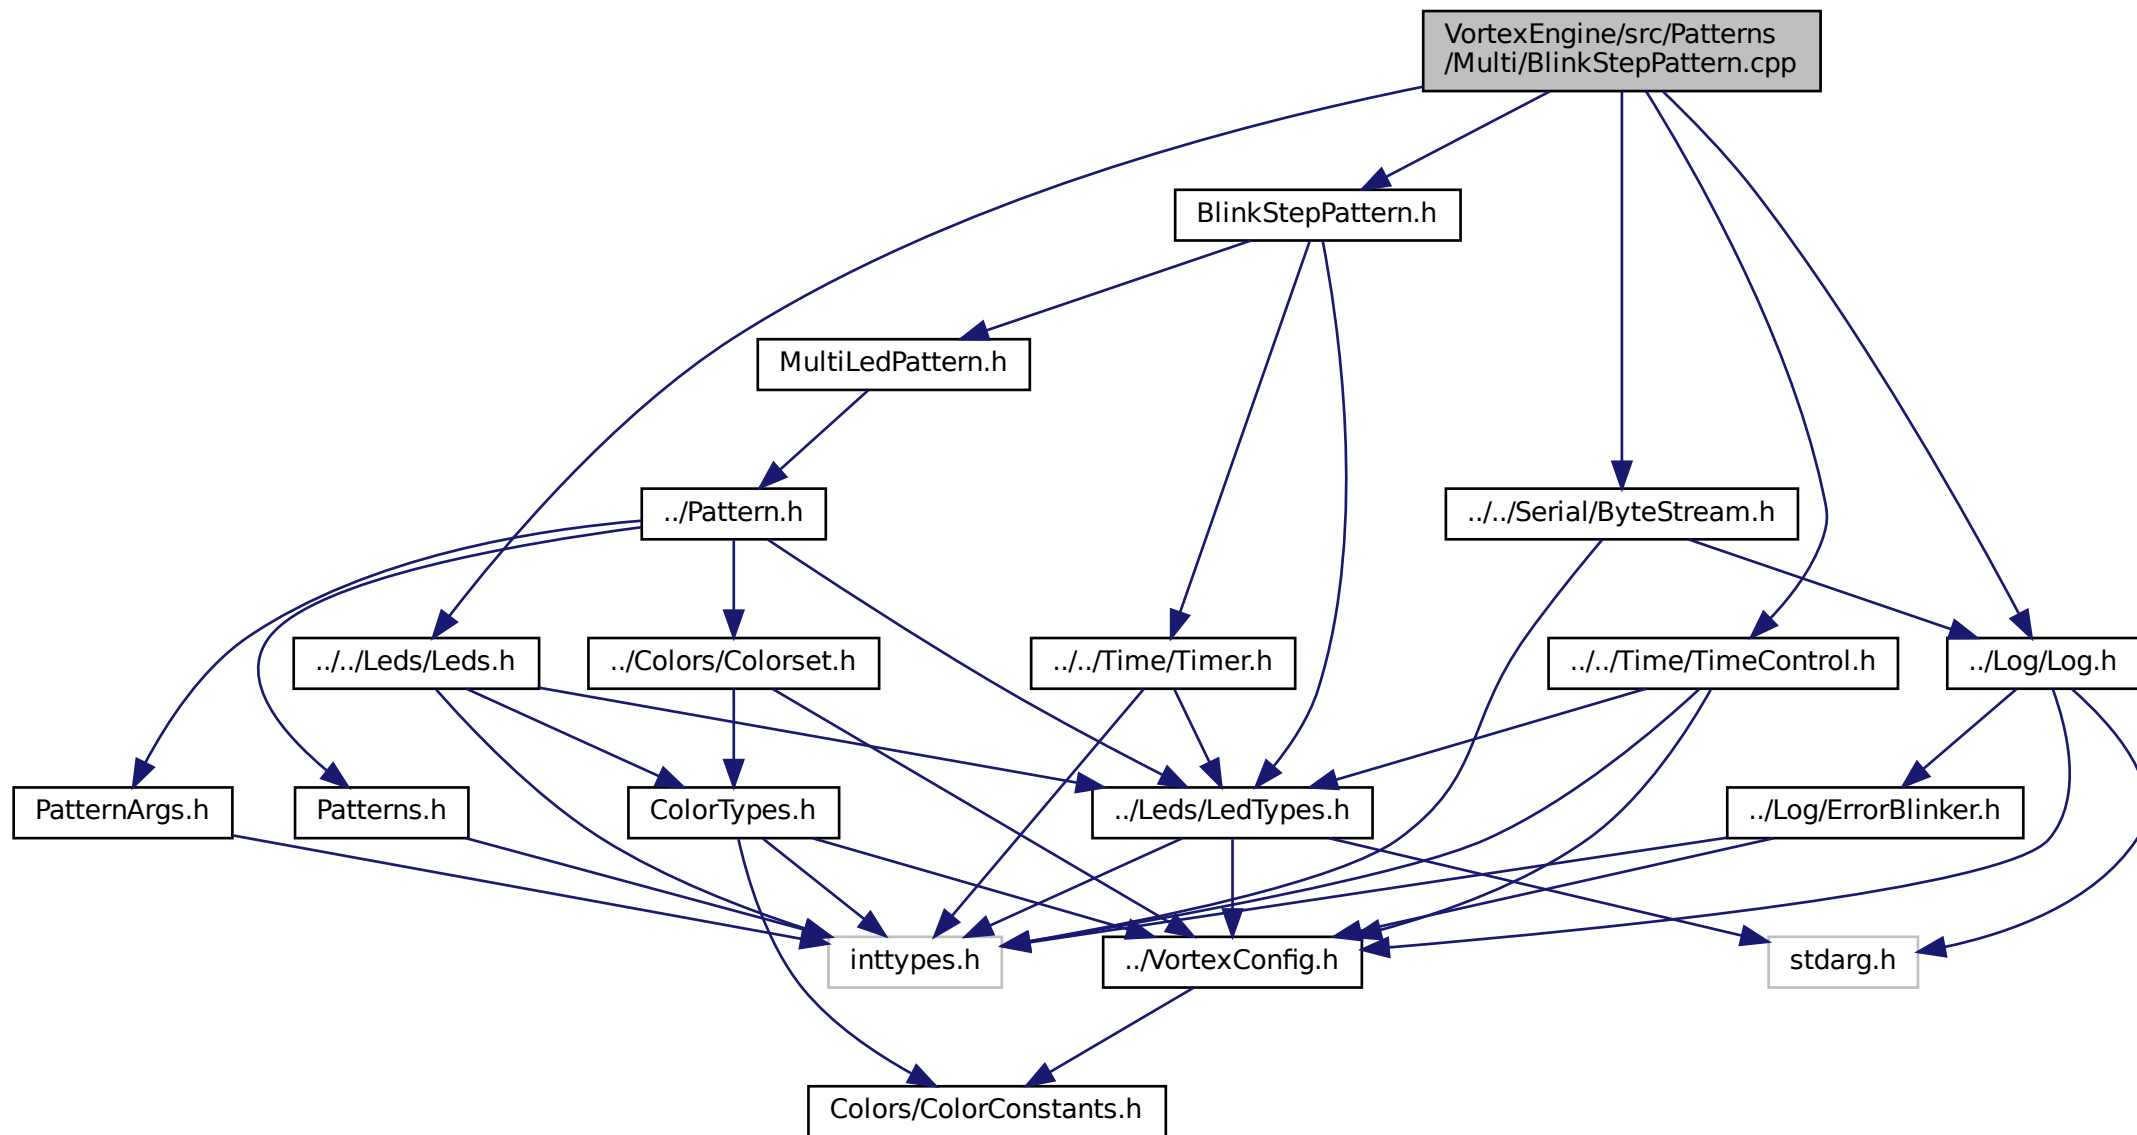 VortexEngine/src/Patterns
/Multi/BlinkStepPattern.cpp
BlinkStepPattern.h
MultiLedPattern.h
../Pattern.h
../../Serial/ByteStream.h
../../Leds/Leds.h
../Colors/Colorset.h
../../Time/Timer.h
../../Time/TimeControl.h
../Log/Log.h
PatternArgs.h
Patterns.h
ColorTypes.h
../Leds/LedTypes.h
../Log/ErrorBlinker.h
inttypes.h
../VortexConfig.h
stdarg.h
Colors/ColorConstants.h